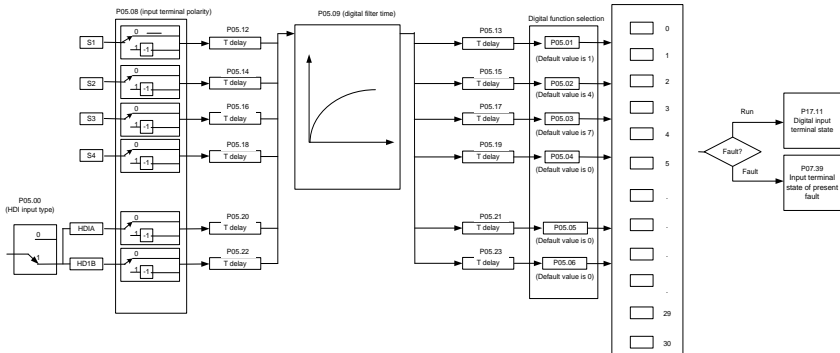 P05.08 (input terminal polarity)
P05.12
P05.09 (digital filter time)
P05.13
Digital function selection
S1
0
1
-1
T delay
T delay
P05.01
(Default value is 1)
0
1
P05.14
P05.15
S2
0
1
-1
T delay
T delay
P05.02
(Default value is 4)
2
P05.16
P05.17
S3
0
1
-1
T delay
T delay
P05.03
(Default value is 7)
3
4
P05.18
P05.19
S4
0
1
-1
T delay
T delay
P05.04
(Default value is 0)
5
Run
Fault?
Fault
P17.11
Digital input
terminal state
P07.39
Input terminal
state of present
fault
P05.00
(HDI input type)
0
1
P05.20
P05.21
HDIA
0
1
-1
T delay
T delay
P05.05
(Default value is 0)
.
.
P05.22
P05.23
HD1B
0
1
-1
T delay
T delay
P05.06
(Default value is 0)
.
.
29
30